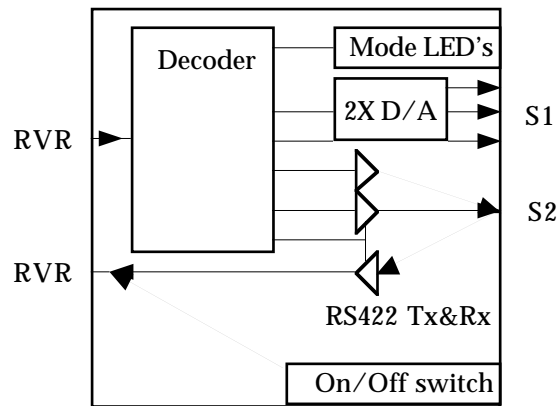 Mode LED's
Decoder
2X D/A
S1
RVR
S2
RVR
RS422 Tx&Rx
On/Off switch